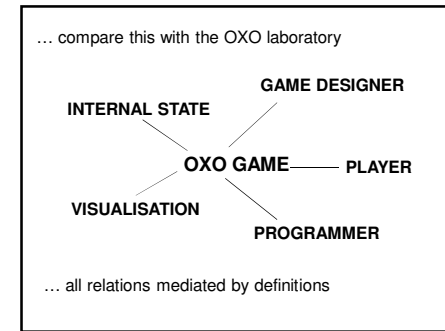 … compare this with the OXO laboratory
GAME DESIGNER
INTERNAL STATE
OXO GAME
PLAYER
VISUALISATION
PROGRAMMER
… all relations mediated by definitions